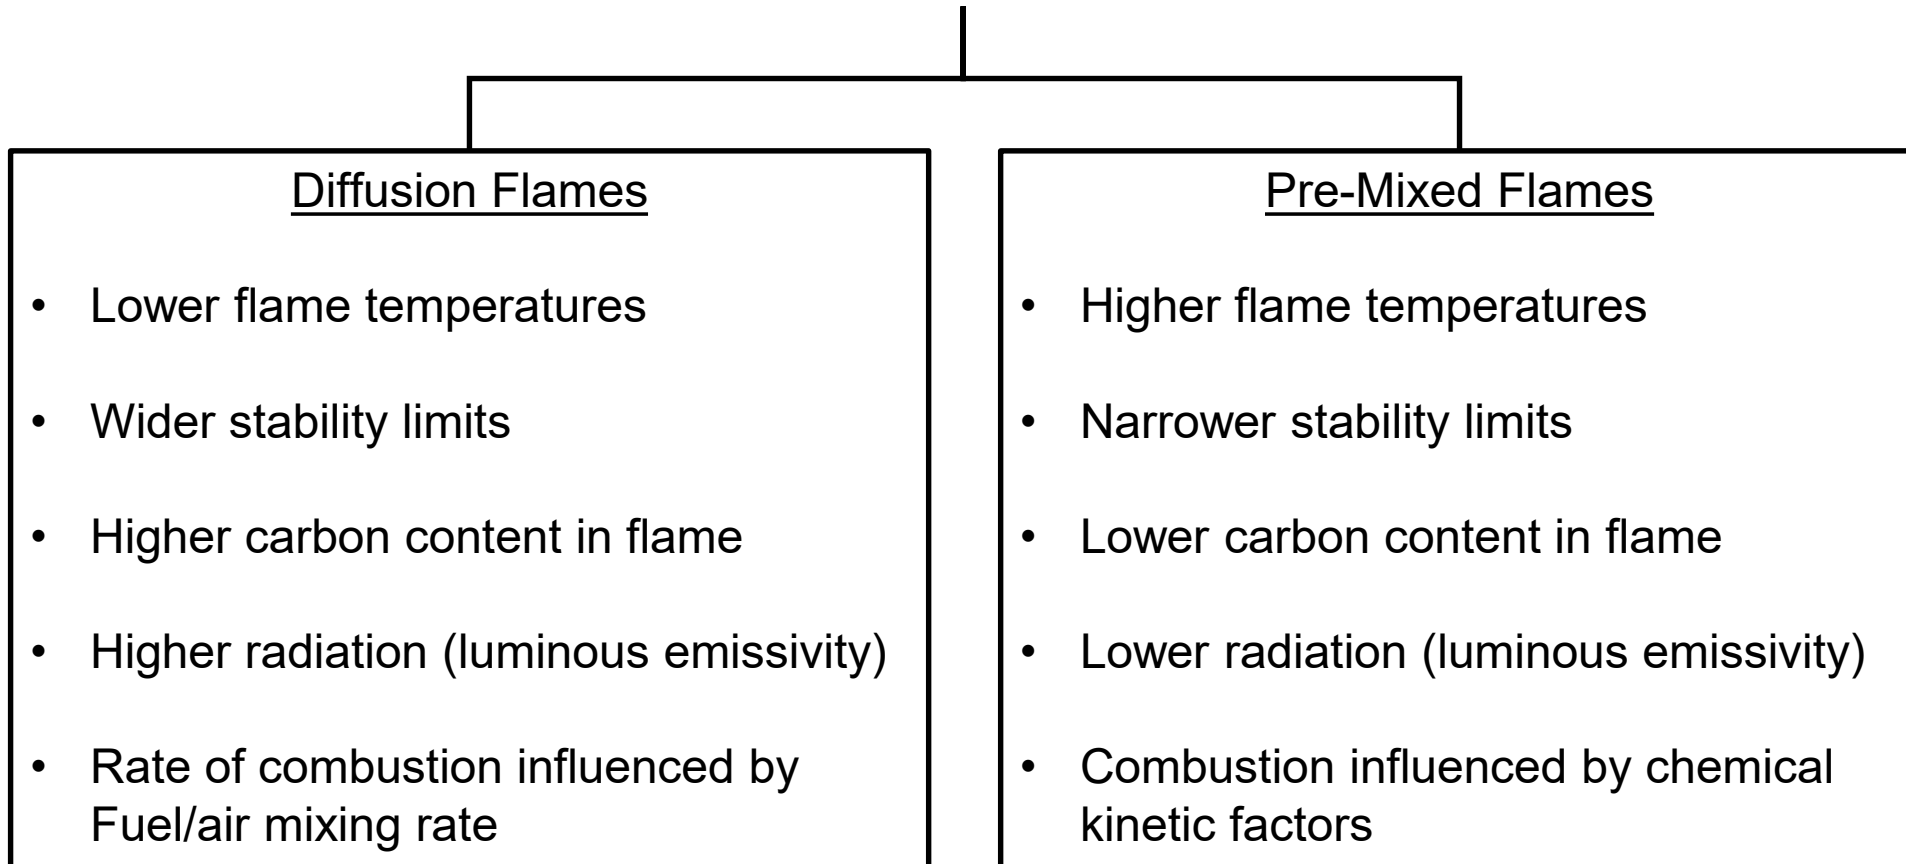 Diffusion Flames
• Lower flame temperatures
• Wider stability limits
• Higher carbon content in flame
• Higher radiation (luminous emissivity)
• Rate of combustion influenced by
Fuel/air mixing rate
Pre-Mixed Flames
• Higher flame temperatures
• Narrower stability limits
• Lower carbon content in flame
• Lower radiation (luminous emissivity)
• Combustion influenced by chemical
kinetic factors